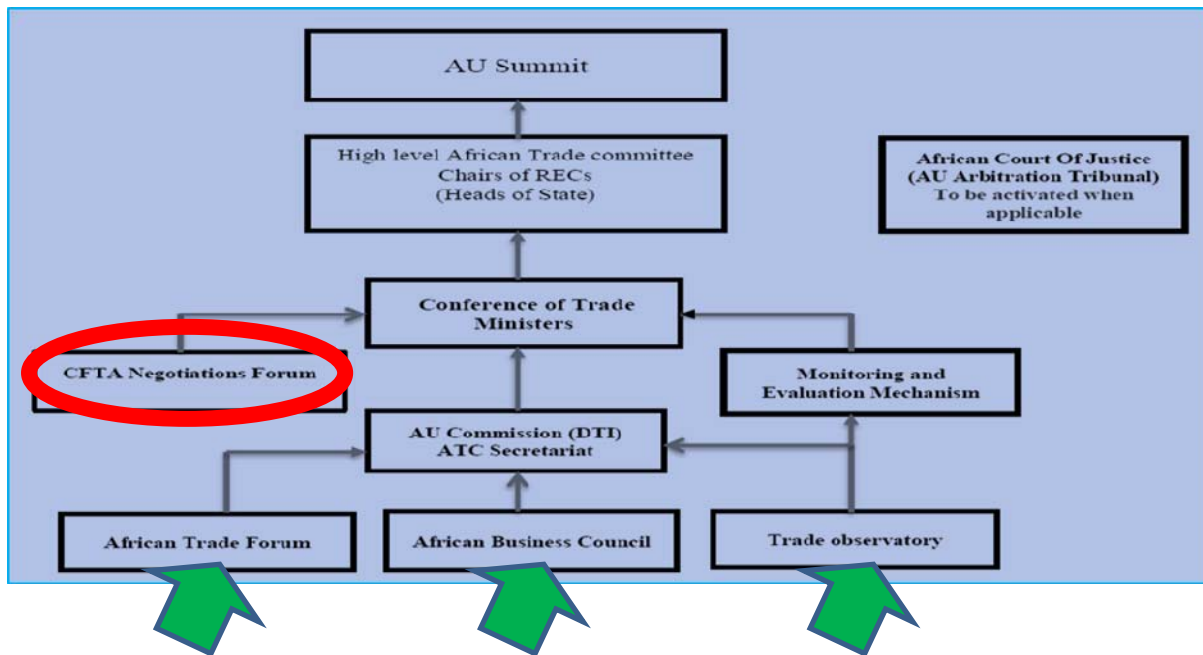 AU Summit
High level African Trade committee
Chairs of RECs
(Heads of State)
African Court Of Justice
(AU Arbitration Tribunal)
To be activated when
applicable
Conference of Trade
Ministers
CFTA Negotiations Forum
Monitoring and
Evaluation Mechanism
AU Commission (DTI)
ATC Secretariat
African Trade Forum
African Business Council
Trade observatory